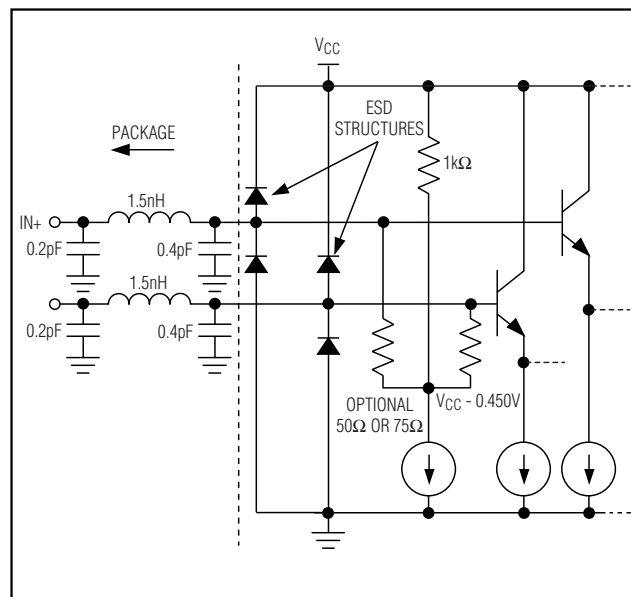 VCC
ESD
STRUCTURES
PACKAGE
1kΩ
IN+
1.5nH
0.2pF
0.4pF
1.5nH
0.2pF
0.4pF
OPTIONAL
50Ω OR 75Ω
VCC - 0.450V